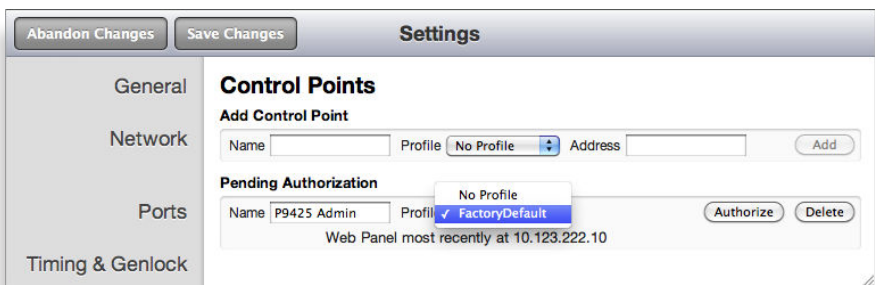 Abandon Changes Save Changes Settings
General
Network
Ports
Timing & Genlock
Control Points
Add Control Point
Name Profile No Profile Address Add
Pending Authorization
No Profile
Name P9425 Admin Profil ✓ FactoryDefault Authorize Delete
Web Panel most recently at 10.123.222.10